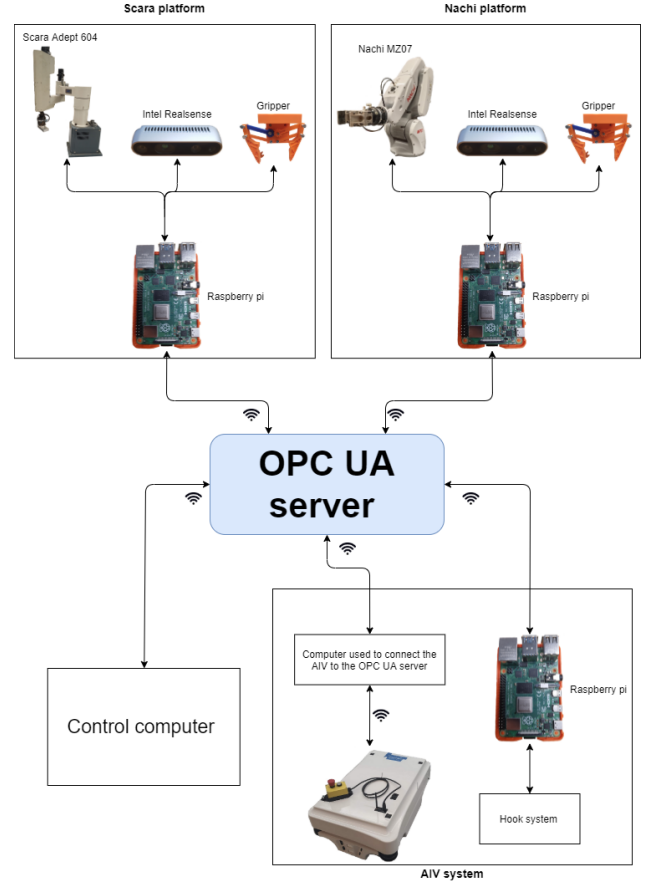 Scara platform
Nachi platform
Scara Adept 604
Intel Realsense
Gripper
Nachi MZ07
Intel Realsense
Gripper
Raspberry pi
Raspberry pi
OPC UA
server
Computer used to connect the
AIV to the OPC UA server
Raspberry pi
Control computer
Hook system
AIV system